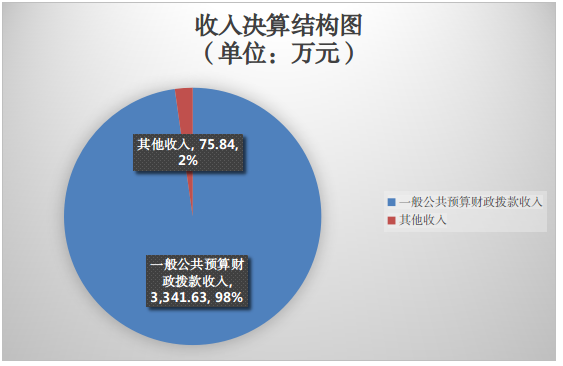 收入决算结构图
（单位：万元）
其他收入, 75.84,
2%
一般公共预算财
政拨款收入,
3,341.63, 98%
一般公共预算财政拨款收入
其他收入